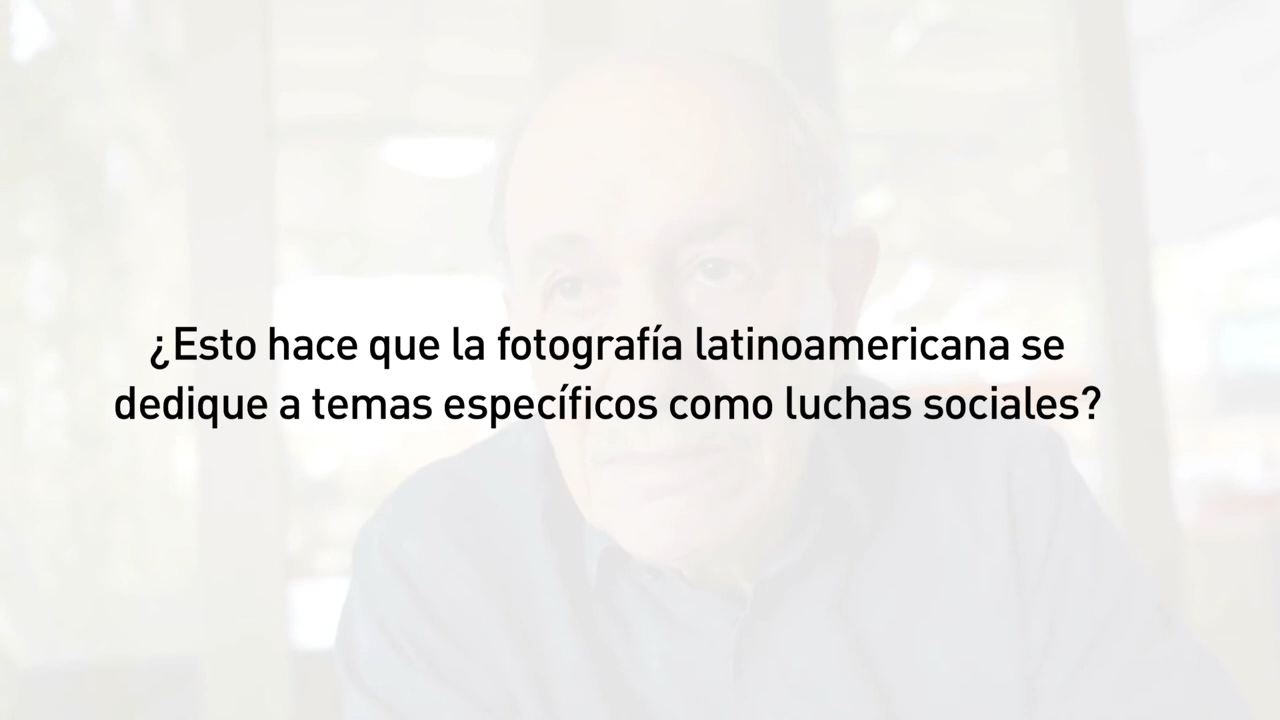 ¿Esto hace que la fotografía latinoamericana se
dedique a temas específicos como luchas sociales?